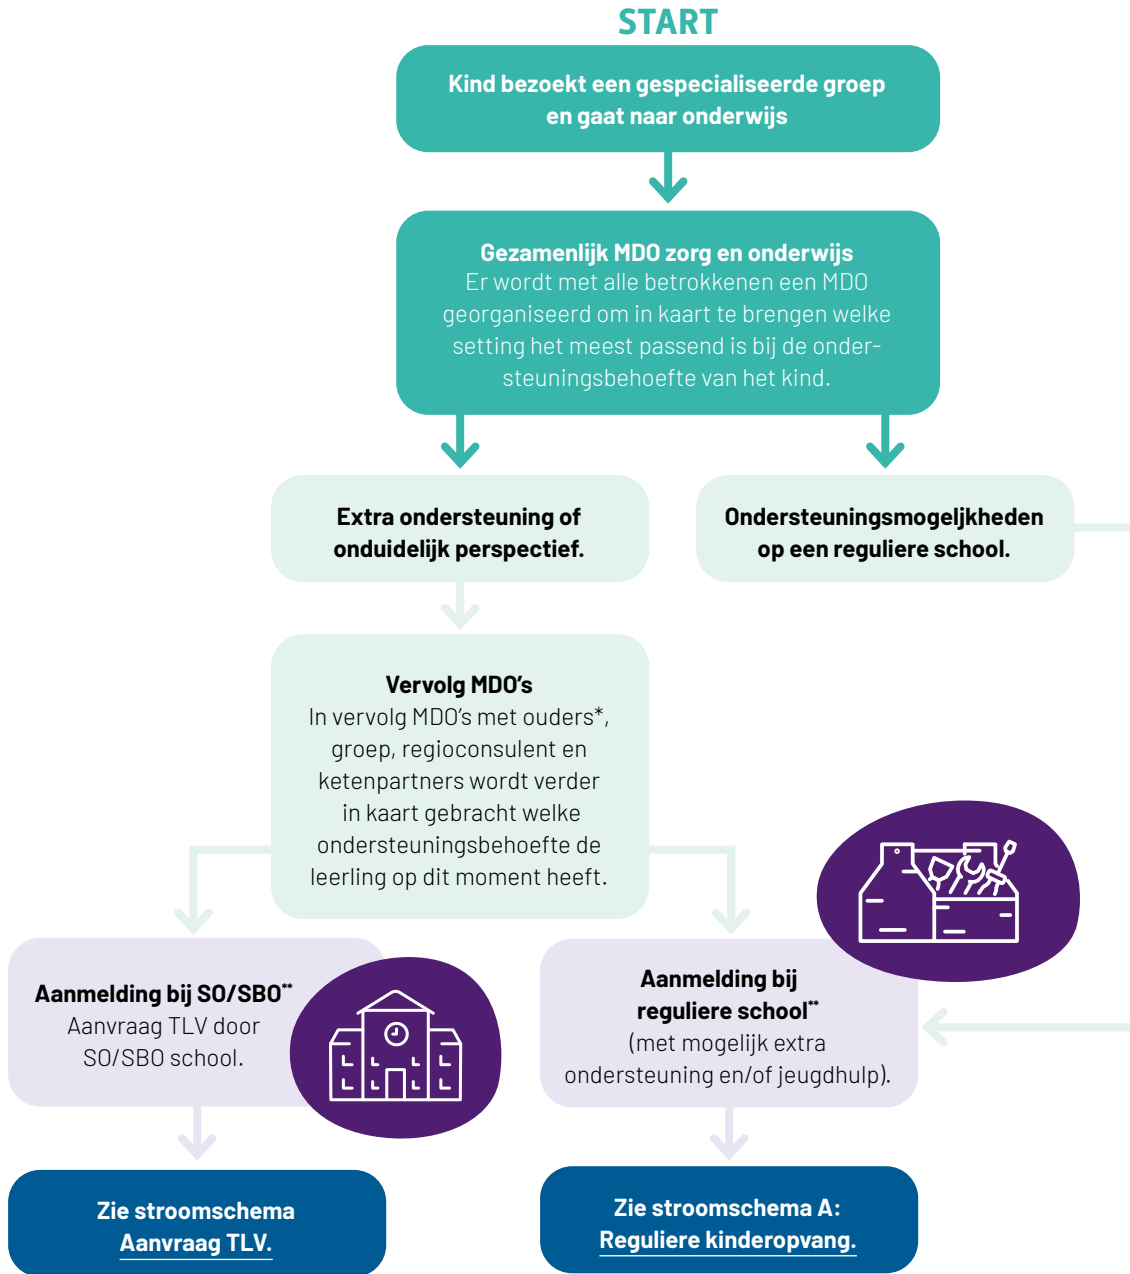 START
Kind bezoekt een gespecialiseerde groep
en gaat naar onderwijs
Gezamenlijk MDO zorg en onderwijs
Er wordt met alle betrokkenen een MDO
georganiseerd om in kaart te brengen welke
setting het meest passend is bij de onder-
steuningsbehoefte van het kind.
Extra ondersteuning of
onduidelijk perspectief.
Ondersteuningsmogeljkheden
op een reguliere school.
Vervolg MDO's
In vervolg MDO's met ouders*,
groep, regioconsulent en
ketenpartners wordt verder
in kaart gebracht welke
ondersteuningsbehoefte de
leerling op dit moment heeft.
Aanmelding bij SO/SBO**
Aanvraag TLV door
SO/SBO school.
Aanmelding bij
reguliere school**
(met mogelijk extra
ondersteuning en/of jeugdhulp).
Zie stroomschema
Aanvraag TLV.
Zie stroomschema A:
Reguliere kinderopvang.